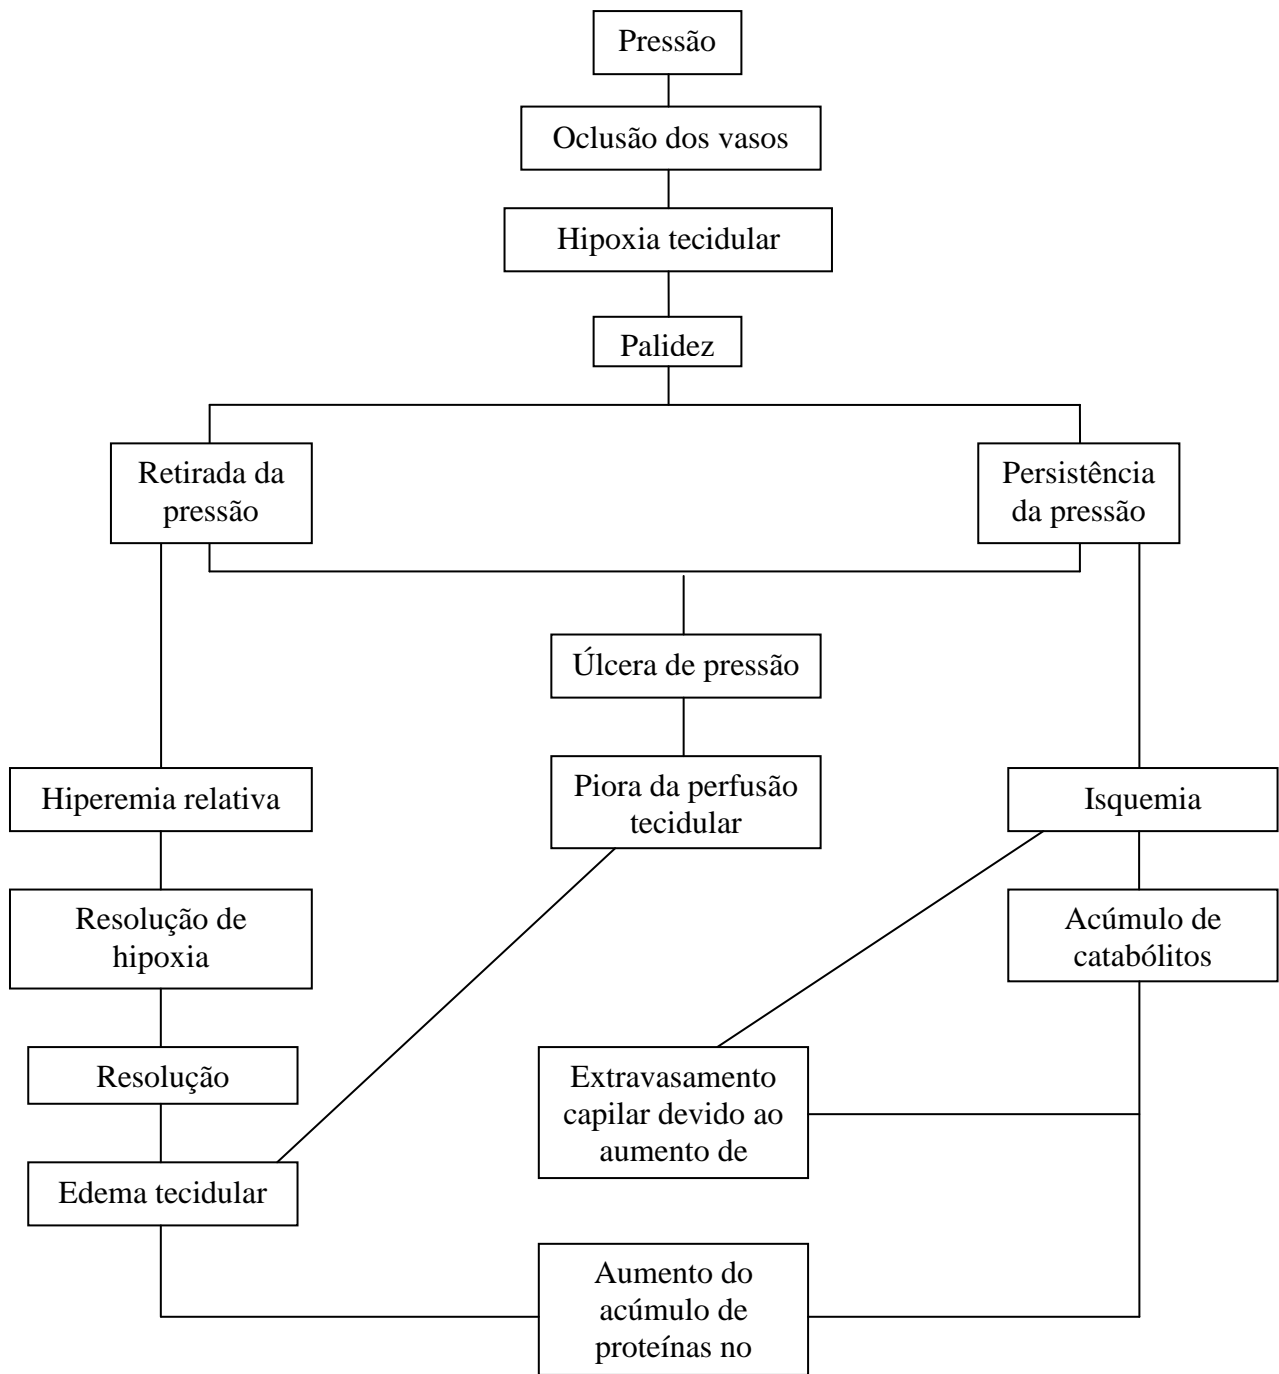 Pressão
Oclusão dos vasos
Hipoxia tecidular
Palidez
Retirada da
pressão
Persistência
da pressão
Úlcera de pressão
Piora da perfusão
tecidular
Hiperemia relativa
Isquemia
Resolução de
hipoxia
Acúmulo de
catabólitos
Resolução
Extravasamento
capilar devido ao
aumento de
Edema tecidular
Aumento do
acúmulo de
proteínas no